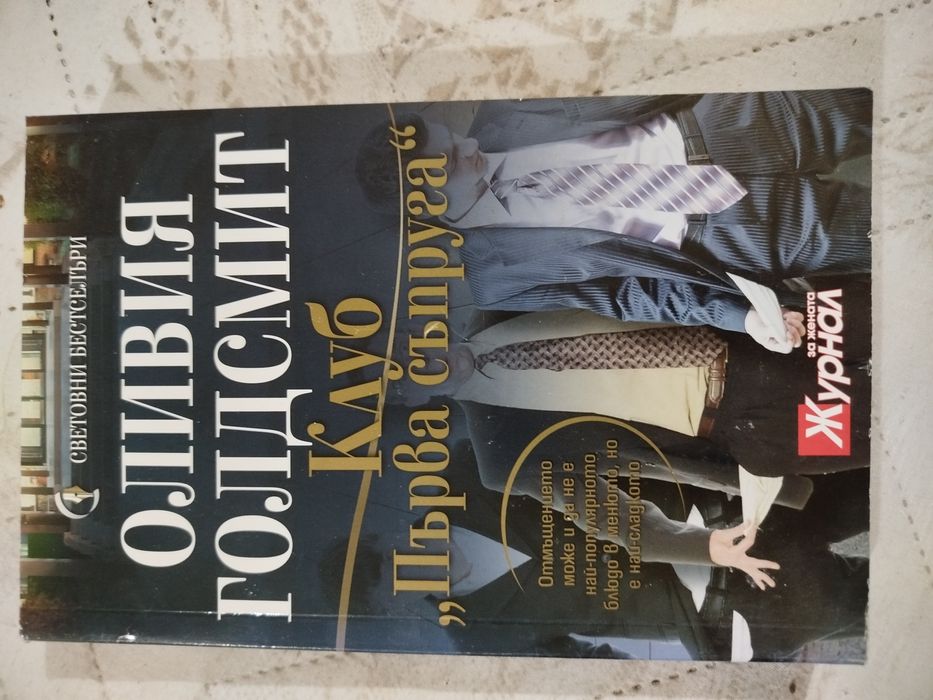 СВЕТОВНИ БЕСТСЕЛЪРИ
ОЛИВИЯ
ГОЛДСМИТ
Клуб
„Първа съпруга“
Отмъщението
може и да не е
най-популярното
блюдо в менюто, но
е най-сладкото
за жената
Журнал